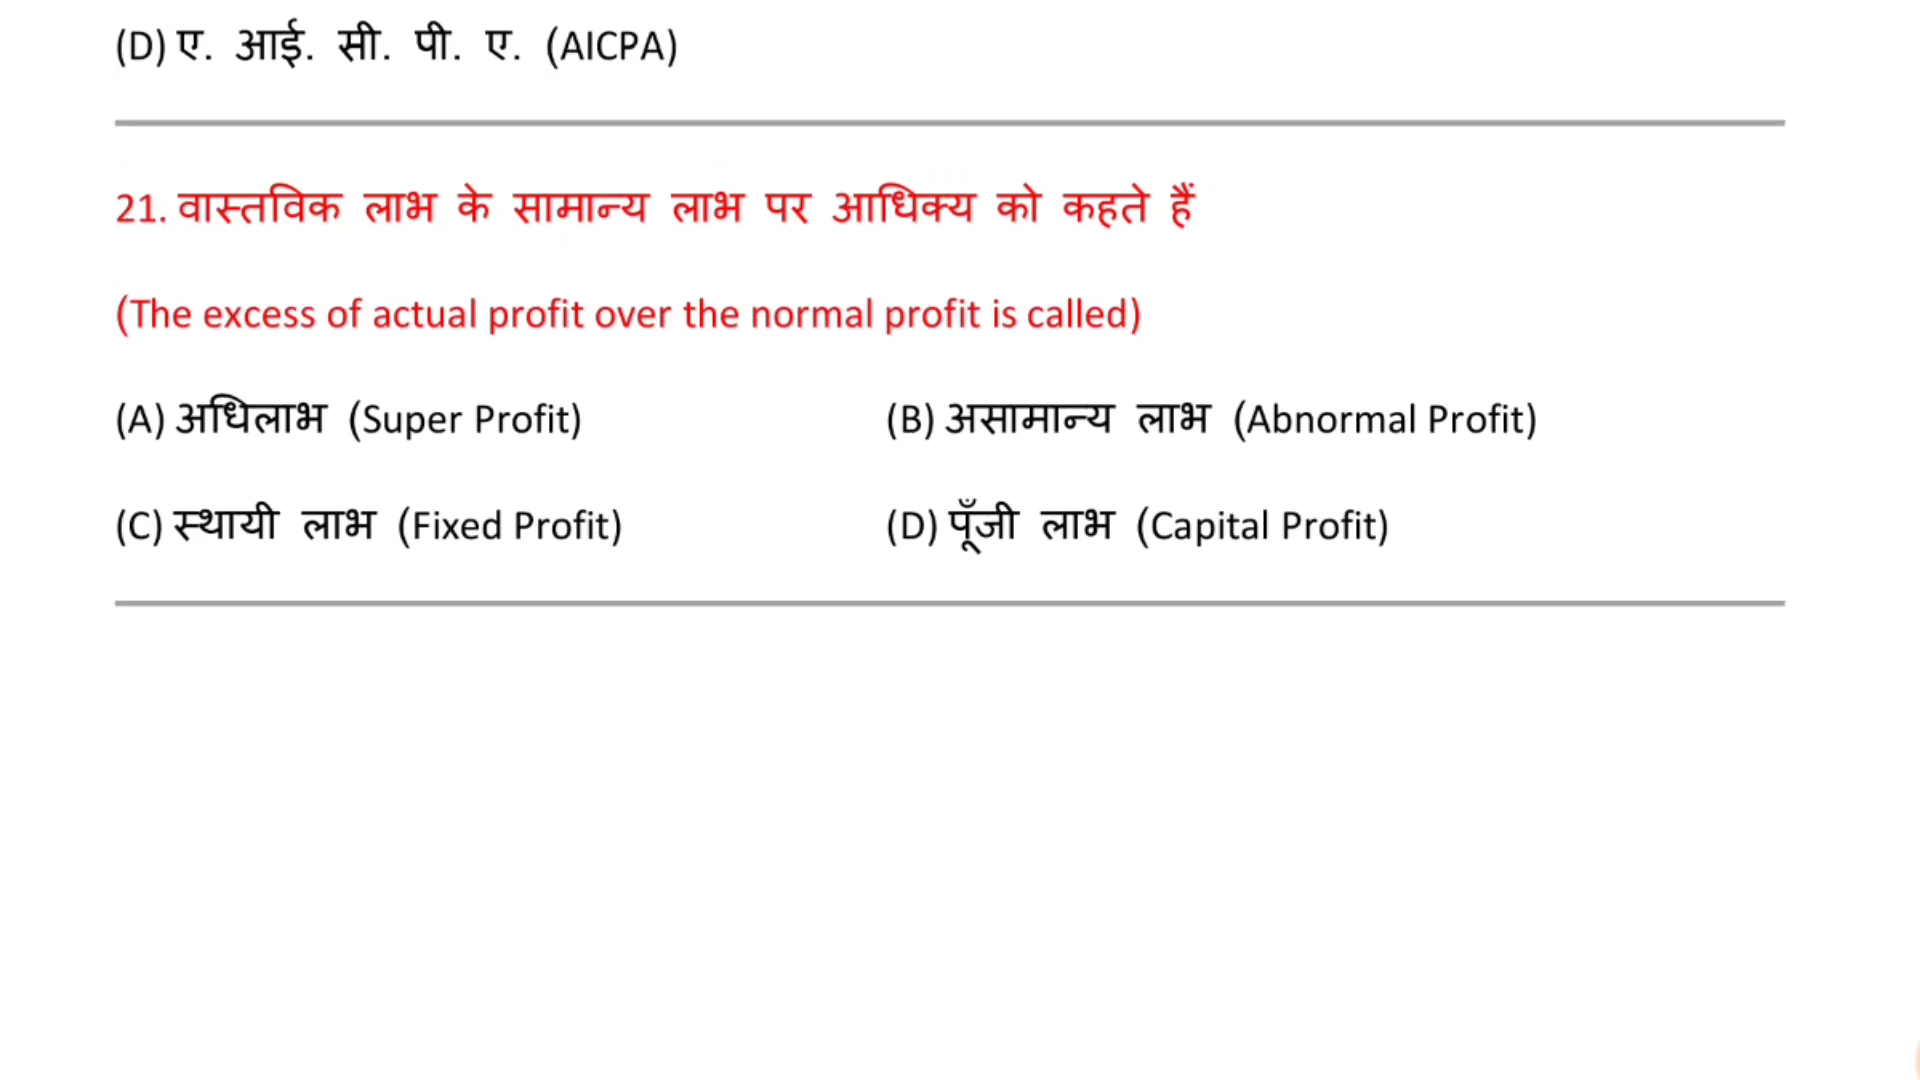 (D) ए. आई. सी. पी. ए. (AICPA)
21. वास्तविक लाभ के सामान्य लाभ पर आधिक्य को कहते हैं
(The excess of actual profit over the normal profit is called)
(A) अधिलाभ (Super Profit) (B) असामान्य लाभ (Abnormal Profit)
(C) स्थायी लाभ (Fixed Profit) (D) पूँजी लाभ (Capital Profit)